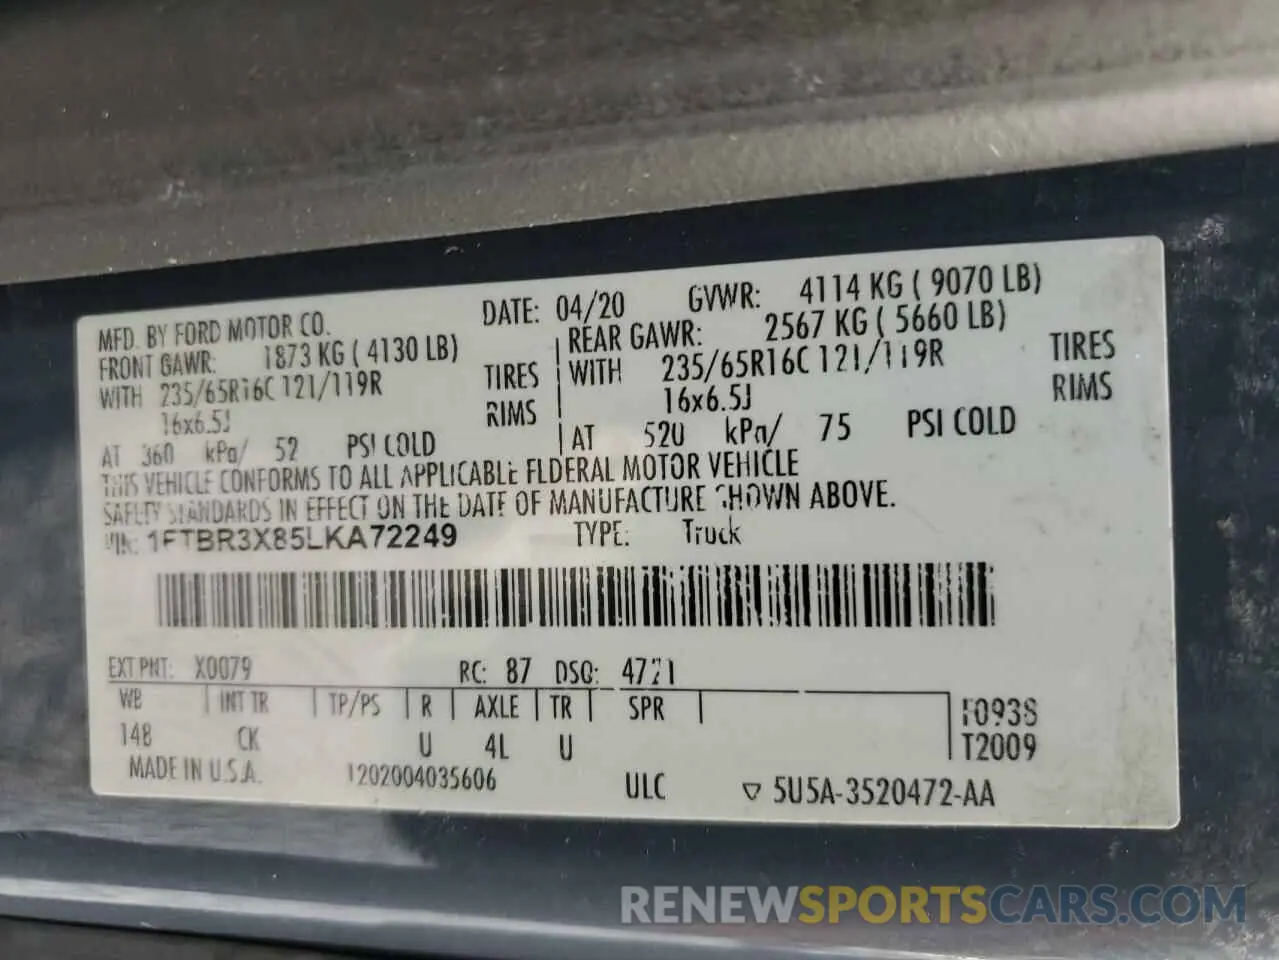 MFD. BY FORD MOTOR CO. DATE: 04/20 GVWR: 4114 KG ( 9070 LB)
FRONT GAWR: 1873 KG ( 4130 LB) REAR GAWR: 2567 KG ( 5660 LB)
WITH 235/65R16C 121/119R TIRES WITH 235/65R16C 121/119R TIRES
16x6.5J RIMS 16x6.5J RIMS
AT 360 kPa/ 52 PSI COLD AT 520 kPa/ 75 PSI COLD
THIS VEHICLE CONFORMS TO ALL APPLICABLE FEDERAL MOTOR VEHICLE
SAFETY STANDARDS IN EFFECT ON THE DATE OF MANUFACTURE SHOWN ABOVE.
VIN: 1FTBR3X85LKA72249 TYPE: Truck
EXT PNT: X0079 RC: 87 DSO: 4721
WB INT TR TP/PS R AXLE TR SPR F0938
148 CK U 4L U T2009
MADE IN U.S.A. 1202004035606 ULC ▽ 5U5A-3520472-AA
RENEWSPORTSCARS.COM